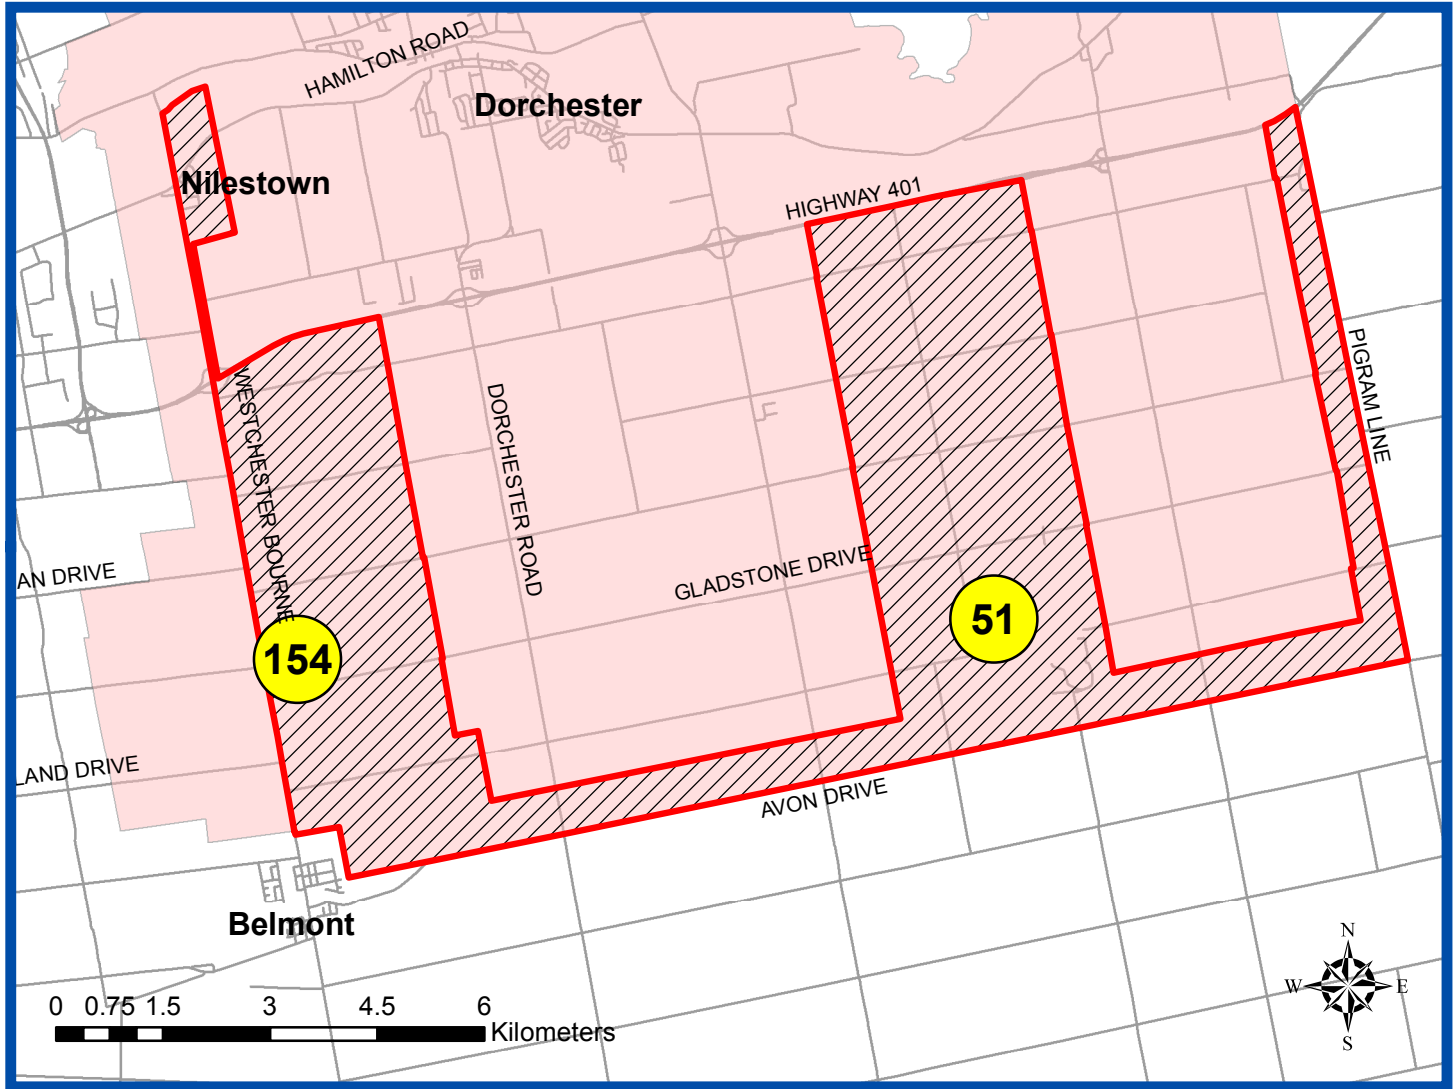 HAMILTON ROAD
Dorchester
Nilestown
HIGHWAY 401
PIGRAM LINE
WESTCHESTER BOURNE
DORCHESTER ROAD
GLADSTONE DRIVE
AN DRIVE
51
154
LAND DRIVE
AVON DRIVE
Belmont
N
W E
S
0 0.75 1.5 3 4.5 6
Kilometers